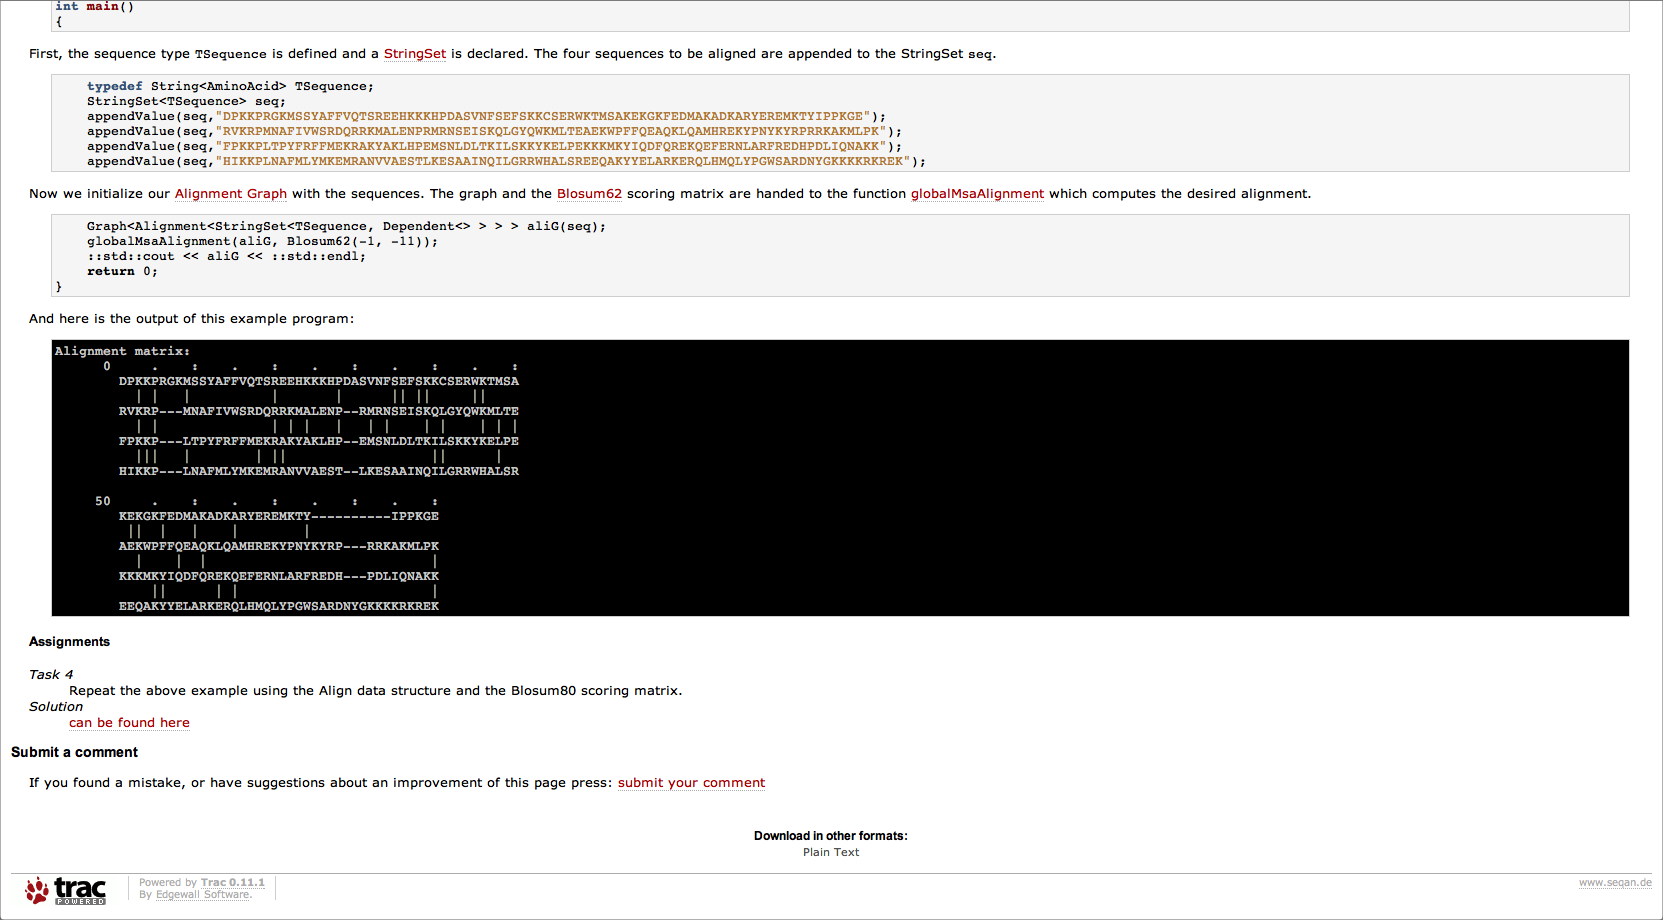 int main()
{
First, the sequence type TSequence is defined and a StringSet is declared. The four sequences to be aligned are appended to the StringSet seq.
typedef String<AminoAcid> TSequence;
StringSet<TSequence> seq;
appendValue(seq,"DPKKPRGKMSSYAFFVQTSREEHKKKHPDASVNFSEFSKKCSERWKTMSAKEKGKFEDMAKADKARYEREMKTYIPPKGE");
appendValue(seq,"RVKRPMNAFIVWSRDQRRKMALENPRMRNSEISKQLGYQWKMLTEAEKWPFFQEAQKLQAMHREKYPNYKYRPRRKAKMLPK");
appendValue(seq,"FPKKPLTPYFRFFMEKRAKYAKLHPEMSNLDLTKILSKKYKELPEKKKMKYIQDFQREKQEFERNLARFREDHPDLIQNAKK");
appendValue(seq,"HIKKPLNAFMLYMKEMRANVVAESTLKESAAINQILGRRWHALSREEQAKYYELARKERQLHMQLYPGWSARDNYGKKKKRKREK");
Now we initialize our Alignment Graph with the sequences. The graph and the Blosum62 scoring matrix are handed to the function globalMsaAlignment which computes the desired alignment.
Graph<Alignment<StringSet<TSequence, Dependent<> > > > aliG(seq);
globalMsaAlignment(aliG, Blosum62(-1, -11));
::std::cout << aliG << ::std::endl;
return 0;
}
And here is the output of this example program:
Alignment matrix:
0     .    :    .    :    .    :    .    :    .    :
DPKKPRGKMSSYAFFVQTSREEHKKKHPDASVNFSEFSKKCSERWKTMSA
  | |   |          |       |      || ||     ||
RVKRP---MNAFIVWSRDQRRKMALENP--RMRNSEISKQLGYQWKMLTE
  | |              | | |   |   | |    | |    | | |
FPKKP---LTPYFRFFMEKRAKYAKLHP--EMSNLDLTKILSKKYKELPE
  |||   |        | ||                  ||      |
HIKKP---LNAFMLYMKEMRANVVAEST--LKESAAINQILGRRWHALSR
50     .    :    .    :    .    :    .    :
KEKGKFEDMAKADKARYEREMKTY----------IPPKGE
 ||  |   |    |        |
AEKWPFFQEAQKLQAMHREKYPNYKYRP---RRKAKMLPK
  |    |  |                            |
KKKMKYIQDFQREKQEFERNLARFREDH---PDLIQNAKK
    ||      | |                        |
EEQAKYYELARKERQLHMQLYPGWSARDNYGKKKKRKREK
Assignments
Task 4
Repeat the above example using the Align data structure and the Blosum80 scoring matrix.
Solution
can be found here
Submit a comment
If you found a mistake, or have suggestions about an improvement of this page press: submit your comment
Download in other formats:
Plain Text
trac
POWERED
Powered by Trac 0.11.1
By Edgewall Software.
www.seqan.de